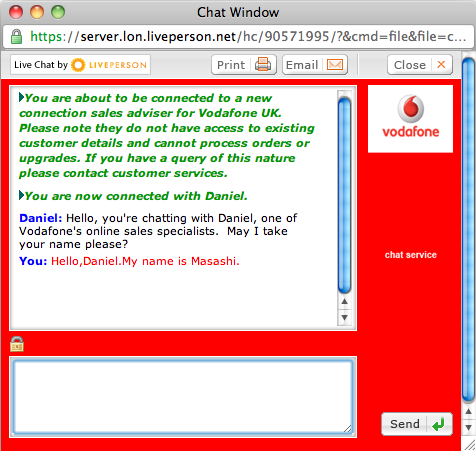 Chat Window
https://server.lon.liveperson.net/hc/90571995/?&cmd=file&file=c...
Live Chat by LIVEPERSON
Print
Email
Close
You are about to be connected to a new
connection sales adviser for Vodafone UK.
Please note they do not have access to existing
customer details and cannot process orders or
upgrades. If you have a query of this nature
please contact customer services.
You are now connected with Daniel.
Daniel: Hello, you're chatting with Daniel, one of
Vodafone's online sales specialists. May I take
your name please?
You: Hello,Daniel.My name is Masashi.
vodafone
chat service
Send